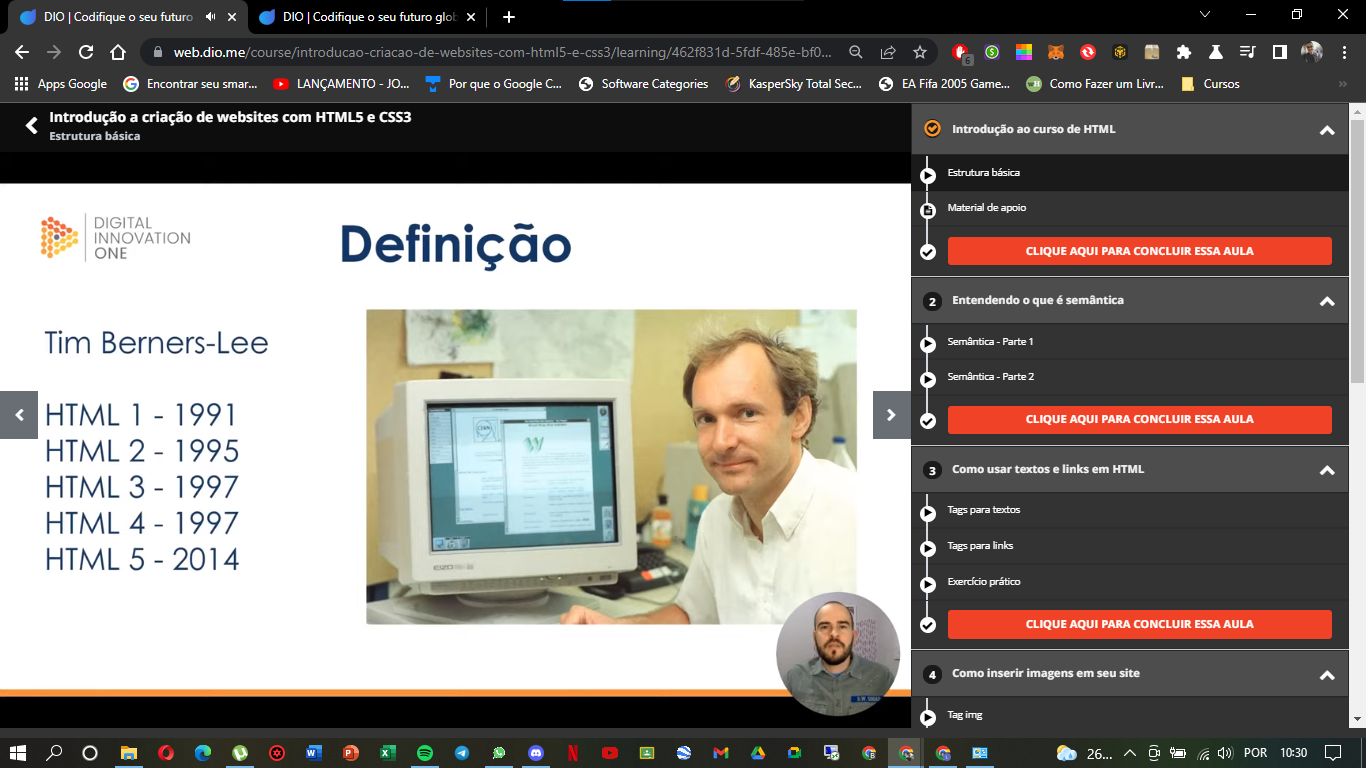 DIO | Codifique o seu futuro
DIO | Codifique o seu futuro glob
web.dio.me/course/introducao-criacao-de-websites-com-html5-e-css3/learning/462f831d-5fdf-485e-bf0...
6
Apps Google
Encontrar seu smar...
LANÇAMENTO - JO...
Por que o Google C...
Software Categories
KasperSky Total Sec...
EA Fifa 2005 Game...
Como Fazer um Livr...
Cursos
»
Introdução a criação de websites com HTML5 e CSS3
Estrutura básica
DIGITAL
INNOVATION
ONE
Definição
Tim Berners-Lee
HTML 1 - 1991
HTML 2 - 1995
HTML 3 - 1997
HTML 4 - 1997
HTML 5 - 2014
CERN
W
EIZO
Introdução ao curso de HTML
Estrutura básica
Material de apoio
CLIQUE AQUI PARA CONCLUIR ESSA AULA
2 Entendendo o que é semântica
Semântica - Parte 1
Semântica - Parte 2
CLIQUE AQUI PARA CONCLUIR ESSA AULA
3 Como usar textos e links em HTML
Tags para textos
Tags para links
Exercício prático
CLIQUE AQUI PARA CONCLUIR ESSA AULA
4 Como inserir imagens em seu site
Tag img
26...
POR
10:30